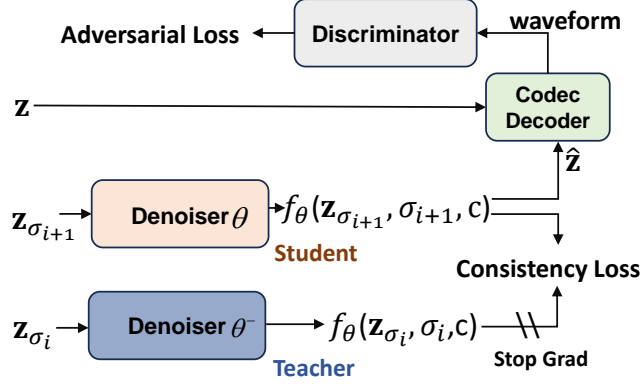 waveform
Adversarial Loss
Discriminator
z
Codec
Decoder
ẑ
z_{σ_{i+1}}
Denoiser θ
f_θ(z_{σ_{i+1}}, σ_{i+1}, c)
Student
Consistency Loss
z_{σ_i}
Denoiser θ⁻
f_θ(z_{σ_i}, σ_i,c)
Stop Grad
Teacher